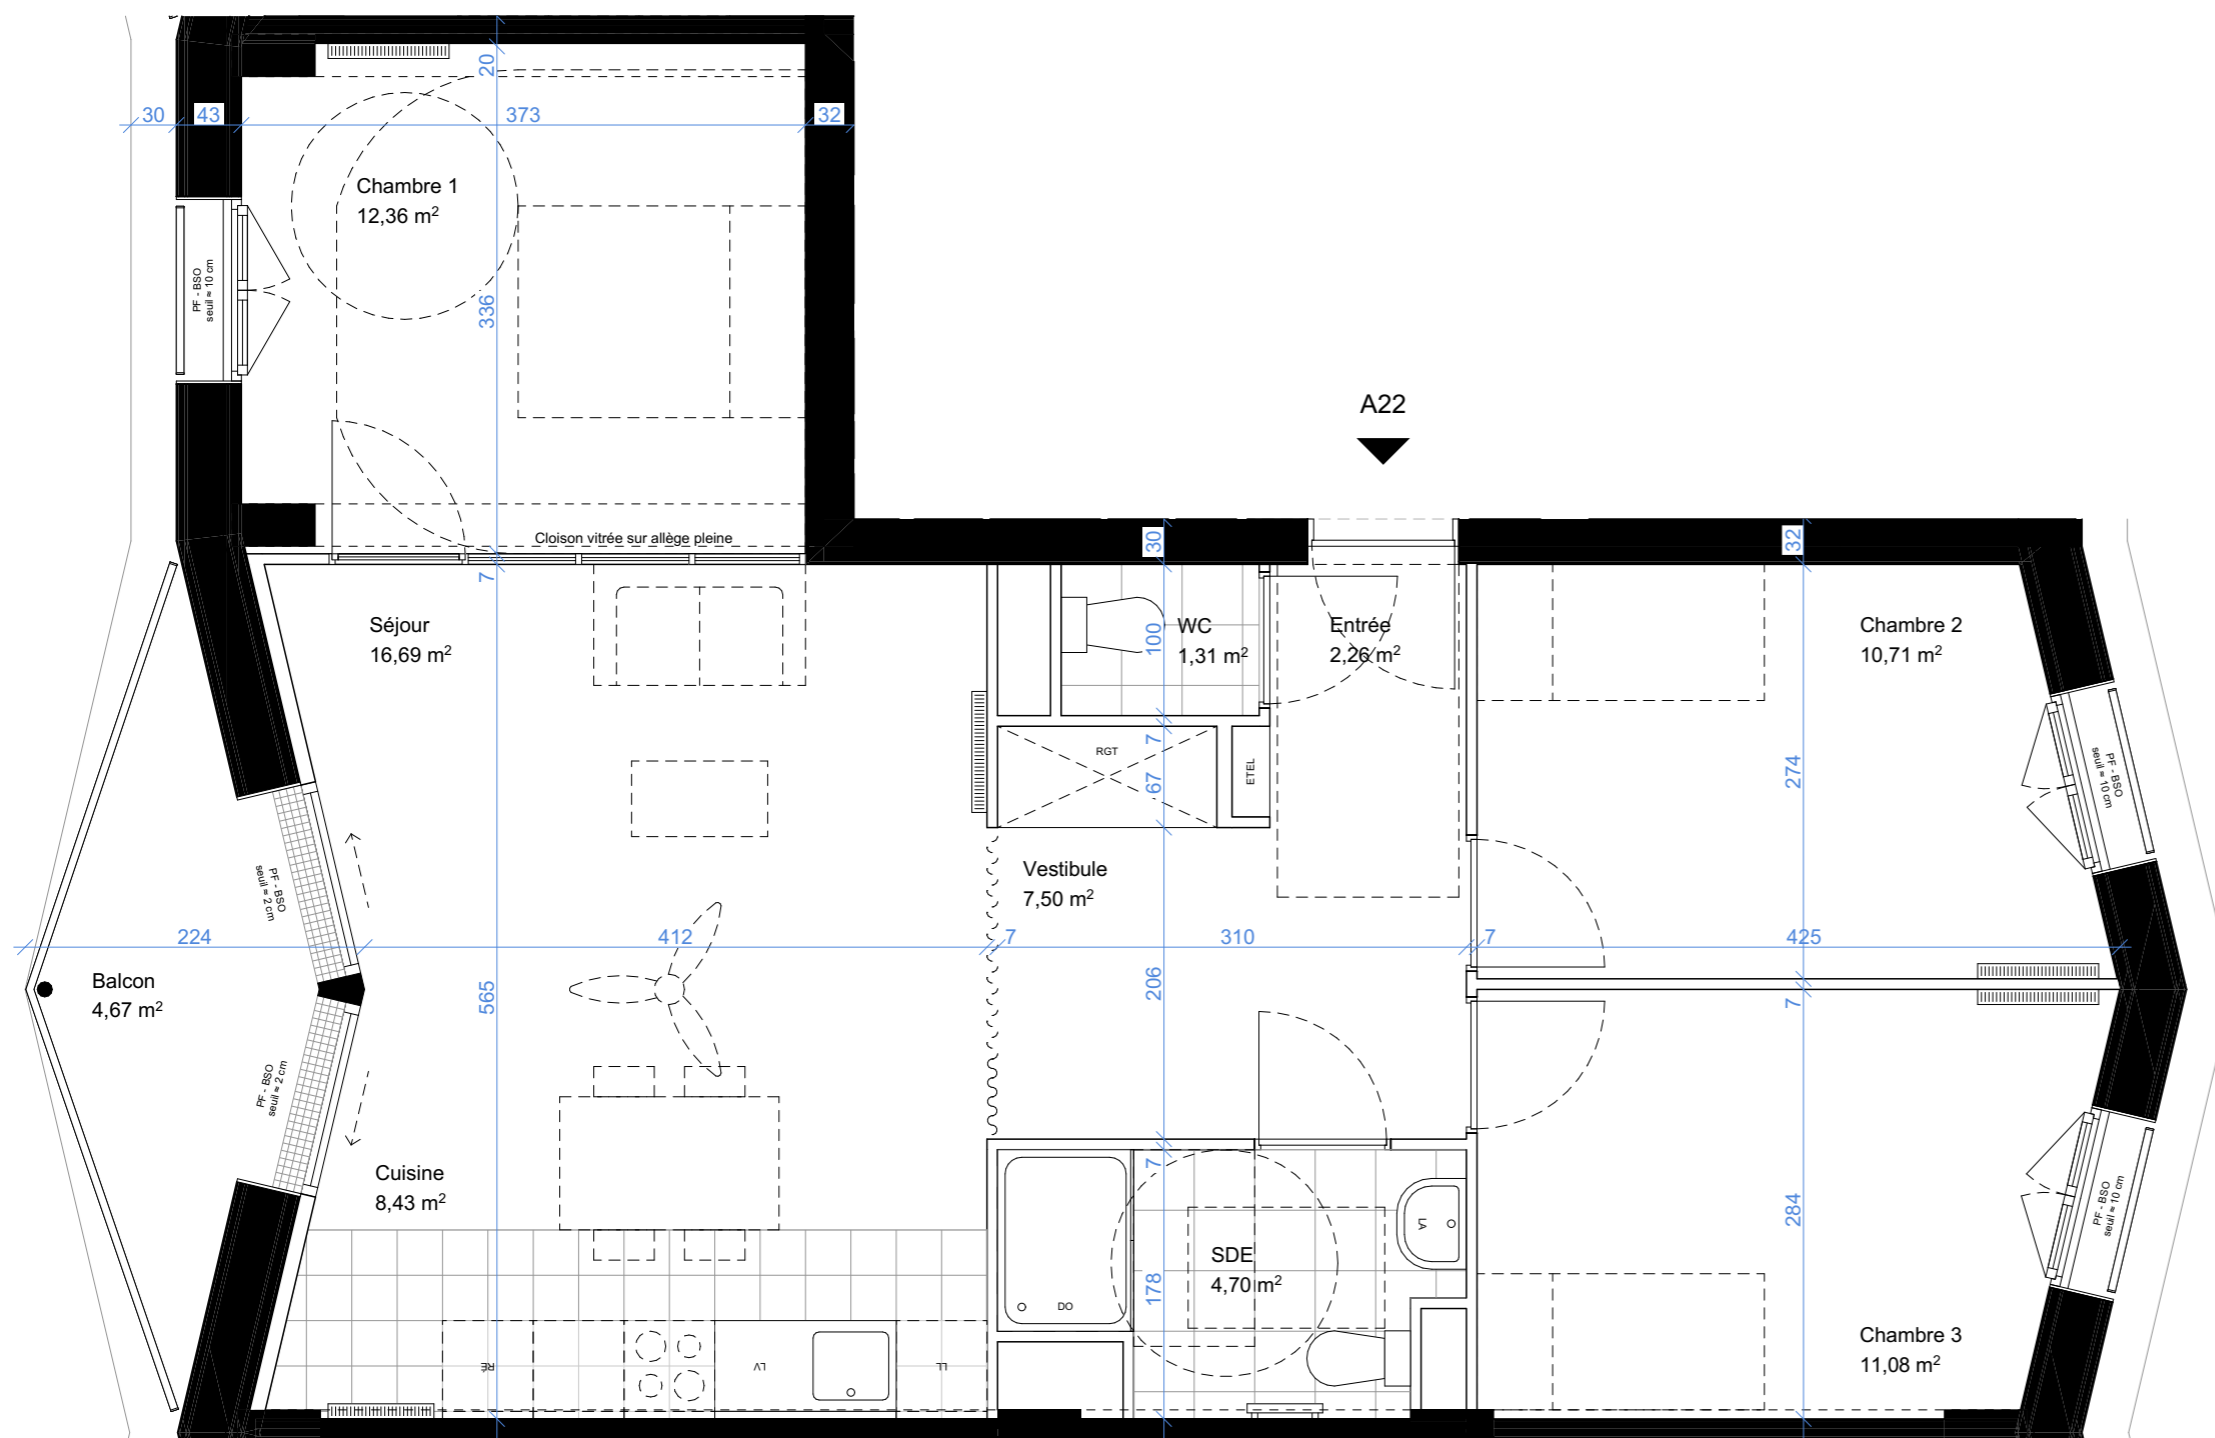 20
30
43
373
32
Chambre 1
12,36 m²
PF - BSO
seuil ≈ 10 cm
336
A22
Cloison vitrée sur allège pleine
30
32
7
Séjour
16,69 m²
100
WC
1,31 m²
Entrée
2,26 m²
Chambre 2
10,71 m²
7
RGT
ETEL
67
274
PF - BSO
seuil ≈ 10 cm
Vestibule
7,50 m²
PF - BSO
seuil ≈ 2 cm
224
412
7
310
7
425
Balcon
4,67 m²
565
206
7
PF - BSO
seuil ≈ 2 cm
Cuisine
8,43 m²
7
LA
284
PF - BSO
seuil ≈ 10 cm
SDE
4,70 m²
178
DO
Chambre 3
11,08 m²
RÉ
LV
LL